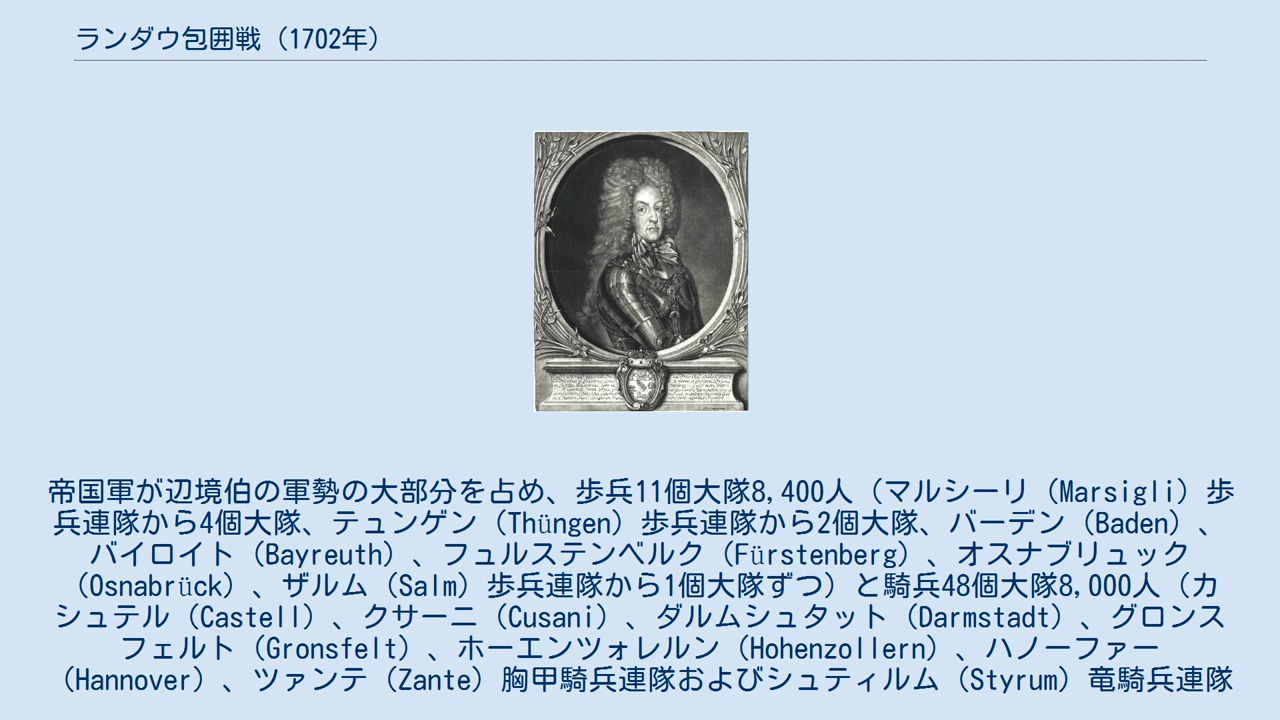 ランダウ包囲戦（1702年）
帝国軍が辺境伯の軍勢の大部分を占め、歩兵11個大隊8,400人（マルシーリ（Marsigli）歩
兵連隊から4個大隊、テュンゲン（Thüngen）歩兵連隊から2個大隊、バーデン（Baden）、
バイロイト（Bayreuth）、フュルステンベルク（Fürstenberg）、オスナブリュック
（Osnabrück）、ザルム（Salm）歩兵連隊から1個大隊ずつ）と騎兵48個大隊8,000人（カ
シュテル（Castell）、クサーニ（Cusani）、ダルムシュタット（Darmstadt）、グロンス
フェルト（Gronsfelt）、ホーエンツォレルン（Hohenzollern）、ハノーファー
（Hannover）、ツァンテ（Zante）胸甲騎兵連隊およびシュティルム（Styrum）竜騎兵連隊